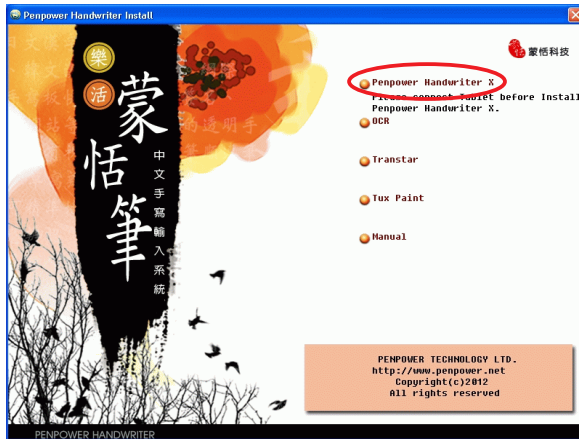 Penpower Handwriter Install
樂
活
蒙恬筆
中文手寫輸入系統
蒙恬科技
Penpower Handwriter X
Please connect Tablet before Install
Penpower Handwriter X.
OCR
Transtar
Tux Paint
Manual
PENPOWER TECHNOLOGY LTD.
http://www.penpower.net
Copyright(c)2012
All rights reserved
PENPOWER HANDWRITER